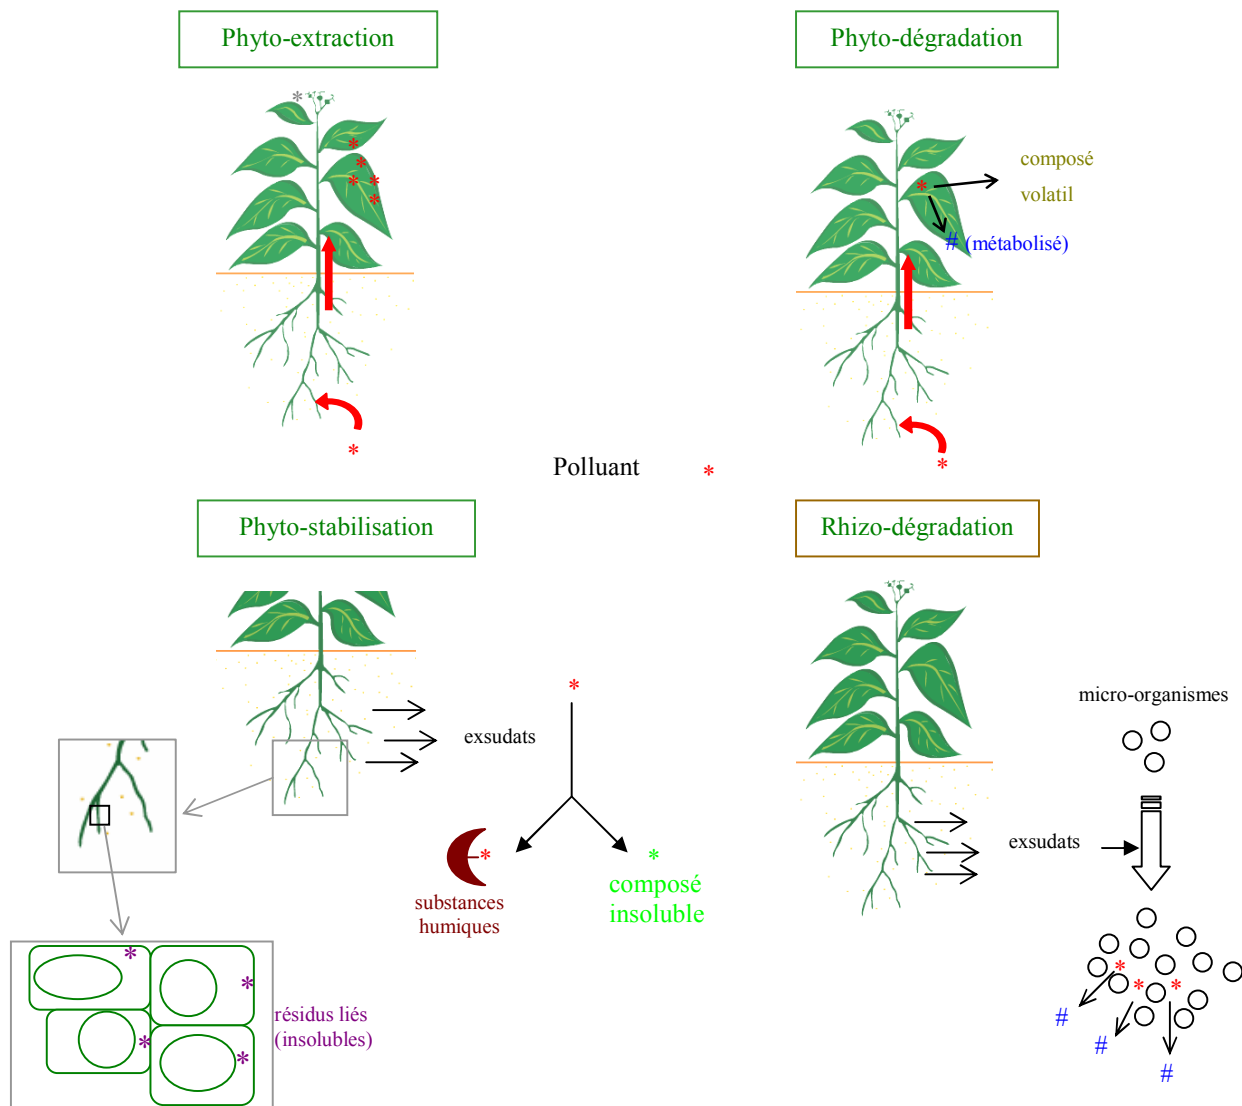 Phyto-extraction
Phyto-dégradation
*
*
*
*
*
*
*
*
composé
volatil
# (métabolisé)
*
*
Polluant *
Phyto-stabilisation
Rhizo-dégradation
*
exsudats
*
substances
humiques
*
composé
insoluble
*
*
*
*
résidus liés
(insolubles)
micro-organismes
exsudats
*
*
*
#
#
#